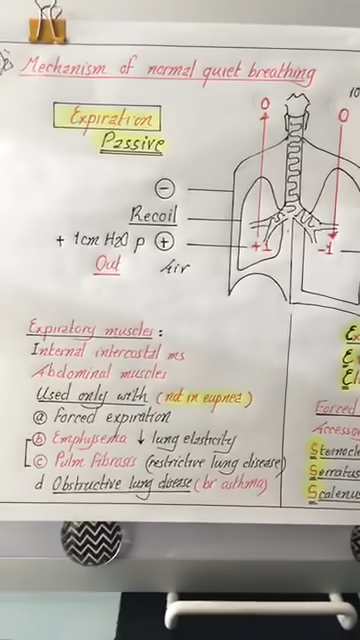 Mechanism of normal quiet breathing
10
Expiration
Passive
0
0
−
Recoil
+ 1cm H2O p +
Out
Air
+1
-1
Expiratory muscles :
Internal intercostal ms
Abdominal muscles
Used only with (not in eupnea)
a Forced expiration
b Emphysema ↓ lung elasticity
c Pulm Fibrosis (restrictive lung disease)
d Obstructive lung disease (br asthma)
Forced
Accesso
Sternocl
Serratus
Scalenus